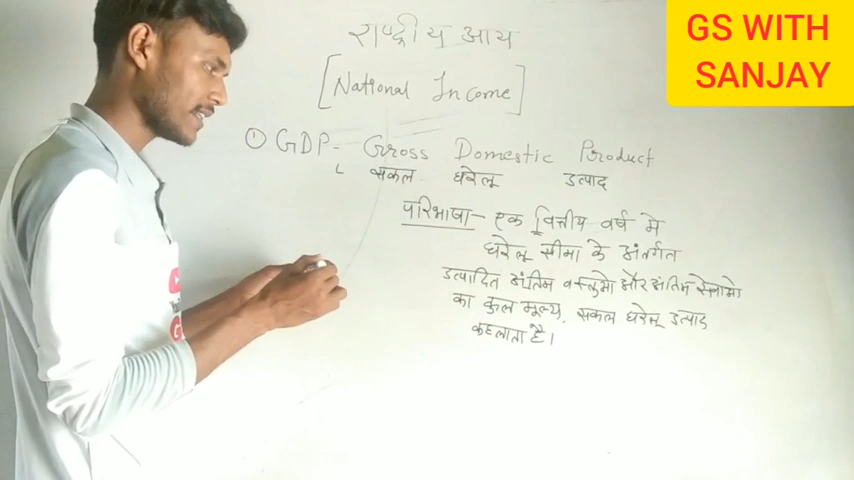 GS WITH
SANJAY
राष्ट्रीय आय
[National Income]
① GDP - Gross Domestic Product
सकल घरेलू उत्पाद
परिभाषा - एक वित्तीय वर्ष मे
घरेलू सीमा के अंतर्गत
उत्पादित अंतिम वस्तुओ और अंतिम सेवाओ
का कुल मूल्य, सकल घरेलू उत्पाद
कहलाता है।